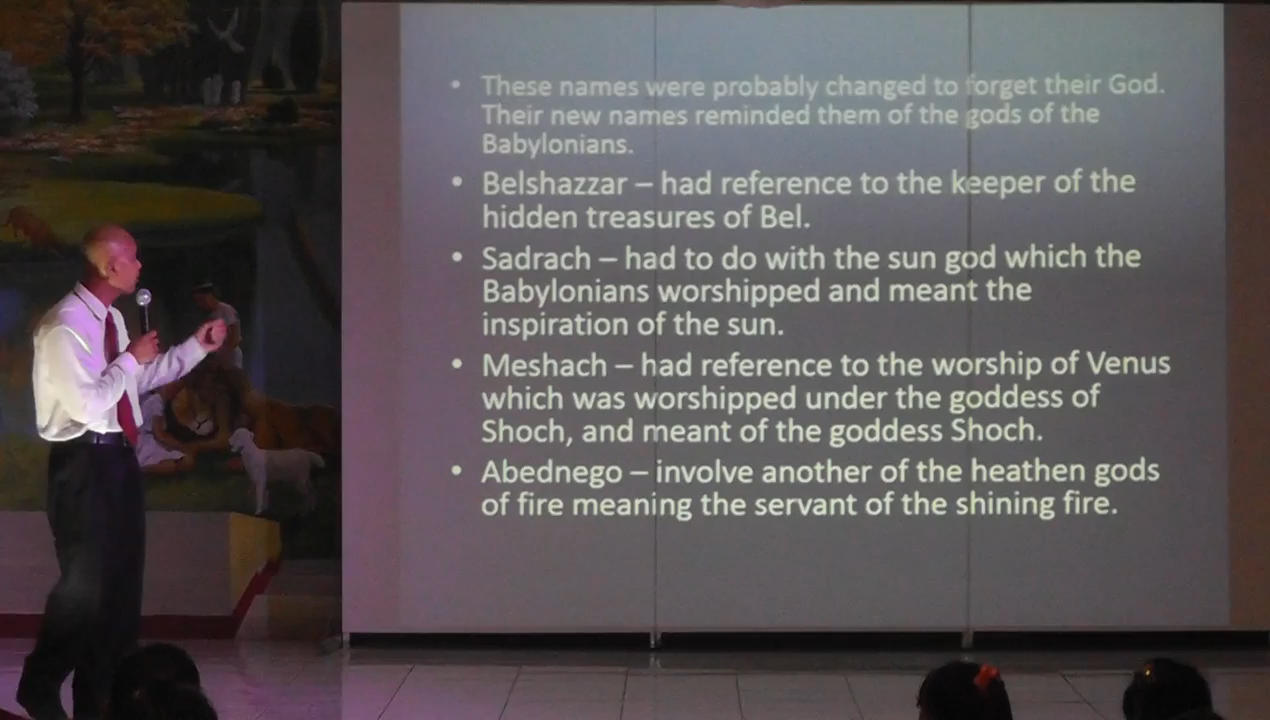 • These names were probably changed to forget their God.
Their new names reminded them of the gods of the
Babylonians.
• Belshazzar – had reference to the keeper of the
hidden treasures of Bel.
• Sadrach – had to do with the sun god which the
Babylonians worshipped and meant the
inspiration of the sun.
• Meshach – had reference to the worship of Venus
which was worshipped under the goddess of
Shoch, and meant of the goddess Shoch.
• Abednego – involve another of the heathen gods
of fire meaning the servant of the shining fire.